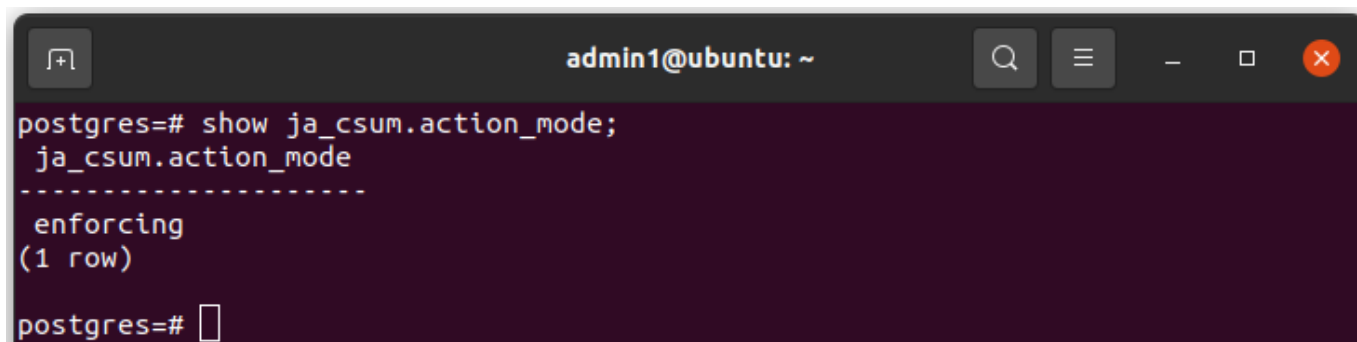 admin1@ubuntu: ~
postgres=# show ja_csum.action_mode;
ja_csum.action_mode
---------------------
enforcing
(1 row)
postgres=#